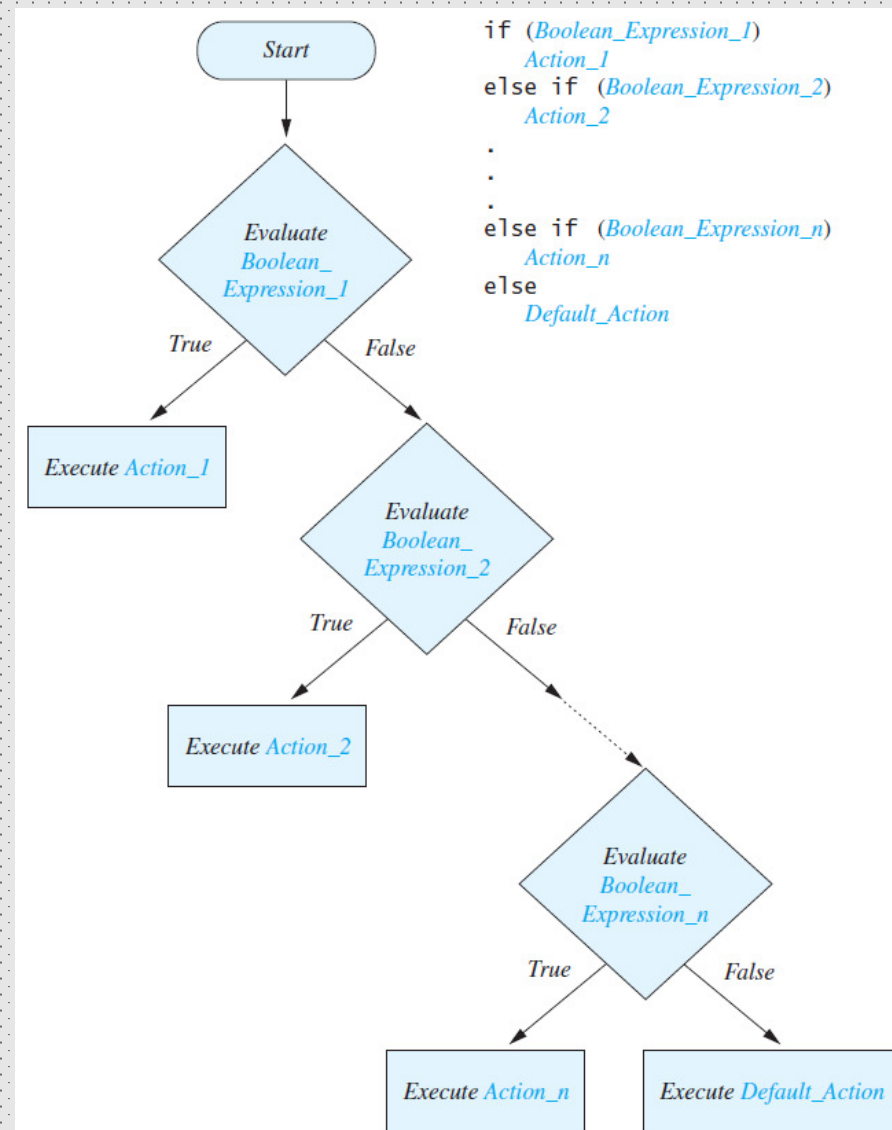 Start
if (Boolean_Expression_1)
Action_1
else if (Boolean_Expression_2)
Action_2
.
.
.
else if (Boolean_Expression_n)
Action_n
else
Default_Action
Evaluate
Boolean_
Expression_1
True
False
Execute Action_1
Evaluate
Boolean_
Expression_2
True
False
Execute Action_2
Evaluate
Boolean_
Expression_n
True
False
Execute Action_n
Execute Default_Action